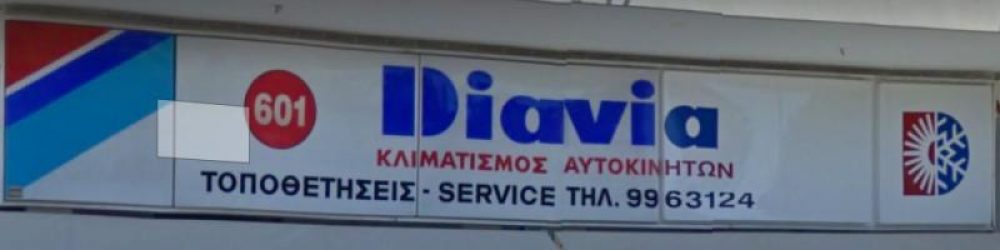 601 Diavia
ΚΛΙΜΑΤΙΣΜΟΣ ΑΥΤΟΚΙΝΗΤΩΝ
ΤΟΠΟΘΕΤΗΣΕΙΣ - SERVICE ΤΗΛ. 9963124